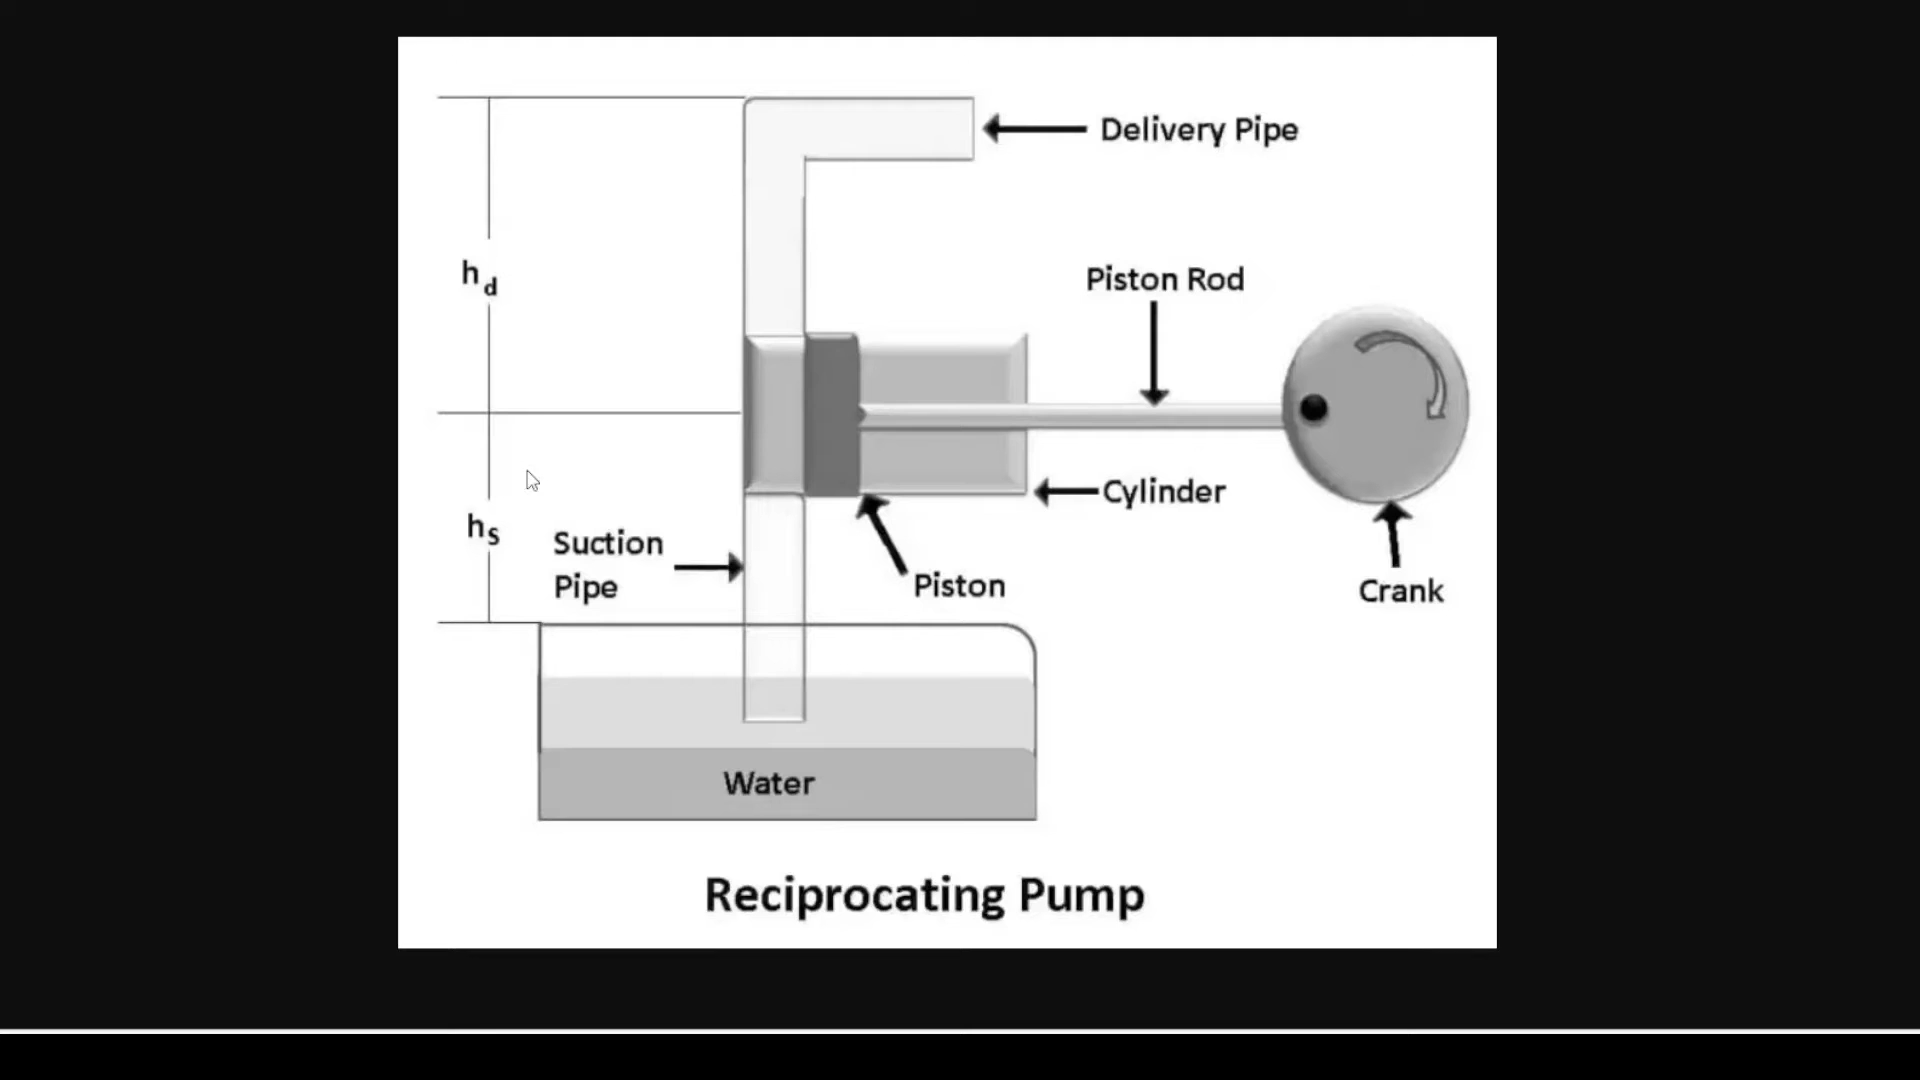 Delivery Pipe
h d
Piston Rod
Cylinder
h s
Suction
Pipe
Piston
Crank
Water
Reciprocating Pump